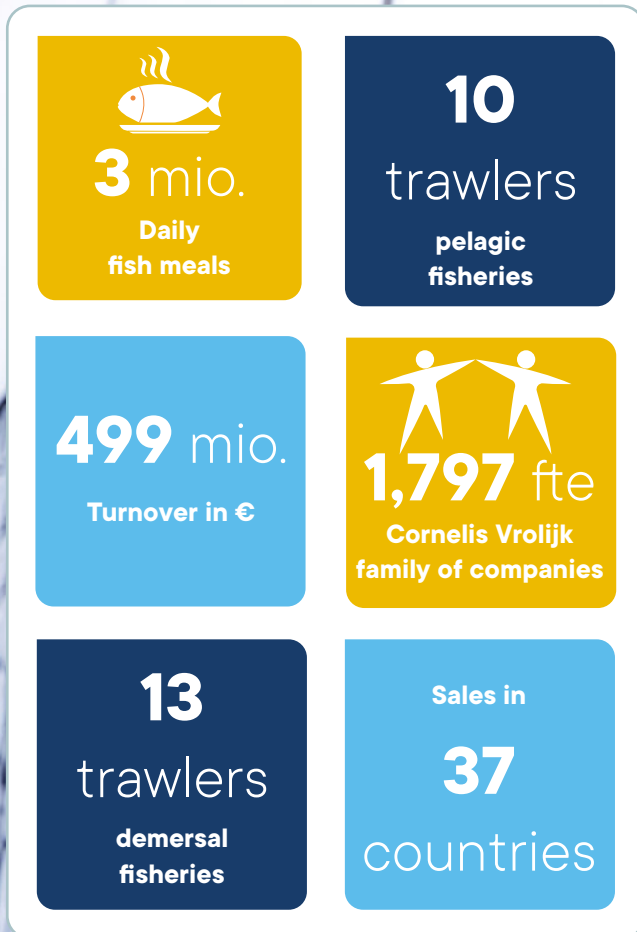 3 mio.
Daily
fish meals
10
trawlers
pelagic
fisheries
499 mio.
Turnover in €
1,797 fte
Cornelis Vrolijk
family of companies
13
trawlers
demersal
fisheries
Sales in
37
countries